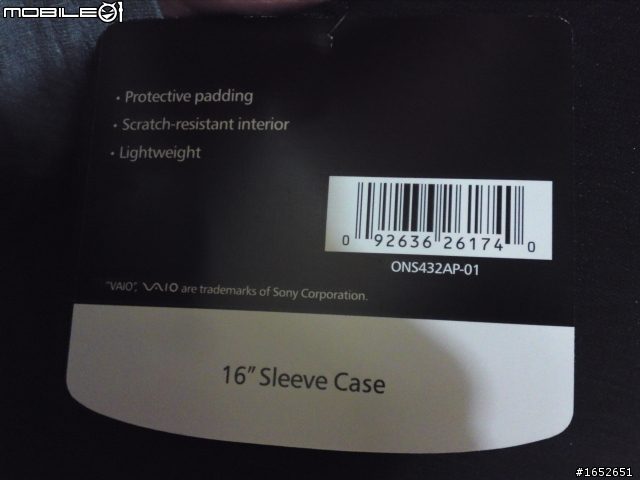 MOBILE01
• Protective padding
• Scratch-resistant interior
• Lightweight
0 92636 26174 0
ONS432AP-01
"VAIO", VAIO are trademarks of Sony Corporation.
16" Sleeve Case
#1652651